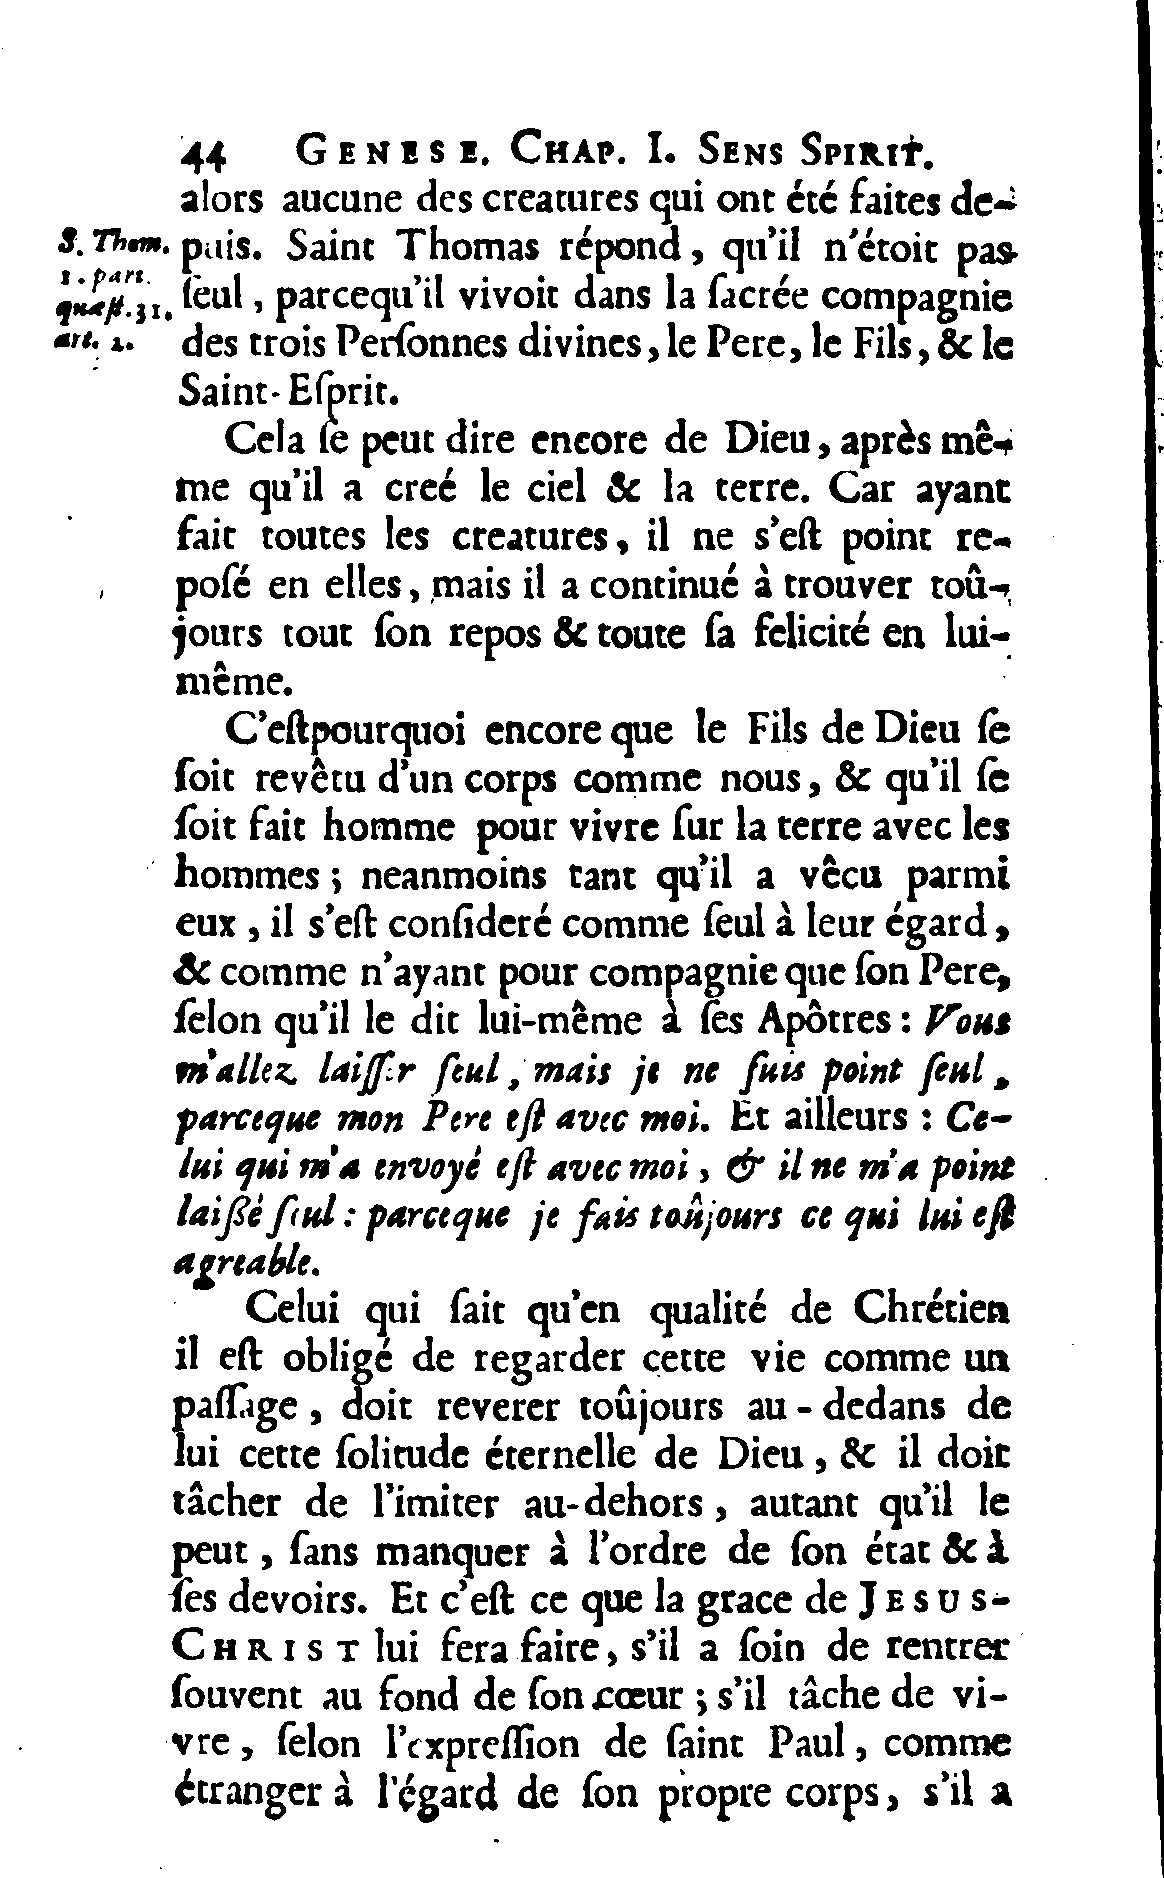 44 GENESE. CHAP. I. SENS SPIRIT.
alors aucune des creatures qui ont été faites de-
S. Thom.
1. part.
quæst. 31.
art. 2.
puis. Saint Thomas répond, qu'il n'étoit pas
ſeul, parcequ'il vivoit dans la ſacrée compagnie
des trois Perſonnes divines, le Pere, le Fils, & le
Saint-Eſprit.
Cela ſe peut dire encore de Dieu, après mê-
me qu'il a creé le ciel & la terre. Car ayant
fait toutes les creatures, il ne s'eſt point re-
poſé en elles, mais il a continué à trouver toû-
jours tout ſon repos & toute ſa felicité en lui-
même.
C'eſtpourquoi encore que le Fils de Dieu ſe
ſoit revêtu d'un corps comme nous, & qu'il ſe
ſoit fait homme pour vivre ſur la terre avec les
hommes ; neanmoins tant qu'il a vêcu parmi
eux, il s'eſt conſideré comme ſeul à leur égard,
& comme n'ayant pour compagnie que ſon Pere,
ſelon qu'il le dit lui-même à ſes Apôtres : Vous
m'allez laiſſer ſeul, mais je ne ſuis point ſeul,
parceque mon Pere eſt avec moi. Et ailleurs : Ce-
lui qui m'a envoyé eſt avec moi, & il ne m'a point
laißé ſeul : parceque je fais toûjours ce qui lui eſt
agreable.
Celui qui ſait qu'en qualité de Chrétien
il eſt obligé de regarder cette vie comme un
paſſage, doit reverer toûjours au-dedans de
lui cette ſolitude éternelle de Dieu, & il doit
tâcher de l'imiter au-dehors, autant qu'il le
peut, ſans manquer à l'ordre de ſon état & à
ſes devoirs. Et c'eſt ce que la grace de JESUS-
CHRIST lui fera faire, s'il a ſoin de rentrer
ſouvent au fond de ſon cœur ; s'il tâche de vi-
vre, ſelon l'expreſſion de ſaint Paul, comme
étranger à l'égard de ſon propre corps, s'il a